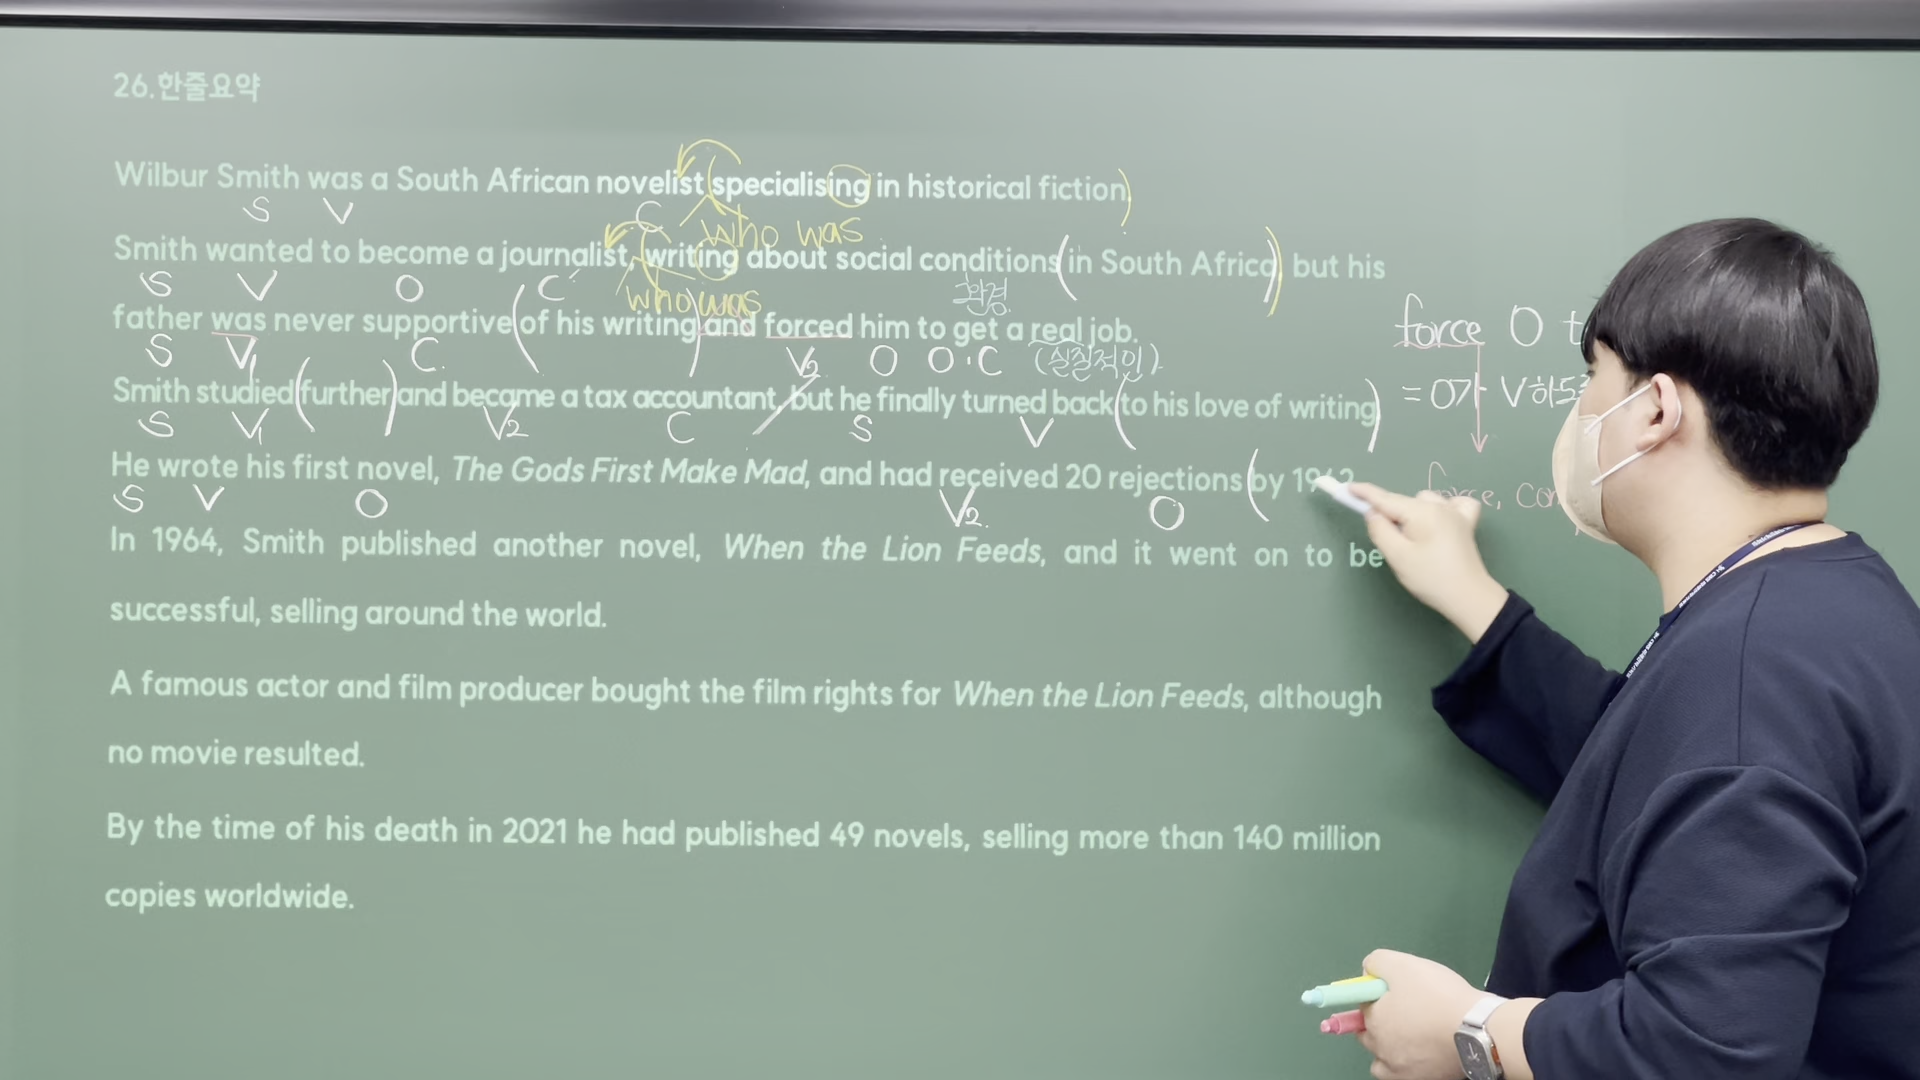 26.한줄요약
Wilbur Smith was a South African novelist specialising in historical fiction
S V C who was
Smith wanted to become a journalist, writing about social conditions (in South Africa), but his
S V O C who was 환경
father was never supportive (of his writing) and forced him to get a real job.
S V1 C V2 O O·C (실질적인)
Smith studied (further) and became a tax accountant, but he finally turned back (to his love of writing)
S V1 V2 C S V
He wrote his first novel, The Gods First Make Mad, and had received 20 rejections (by
S V O V2 O
In 1964, Smith published another novel, When the Lion Feeds, and it went on to be
successful, selling around the world.
A famous actor and film producer bought the film rights for When the Lion Feeds, although
no movie resulted.
By the time of his death in 2021 he had published 49 novels, selling more than 140 million
copies worldwide.
force O
= O가 V하
force,